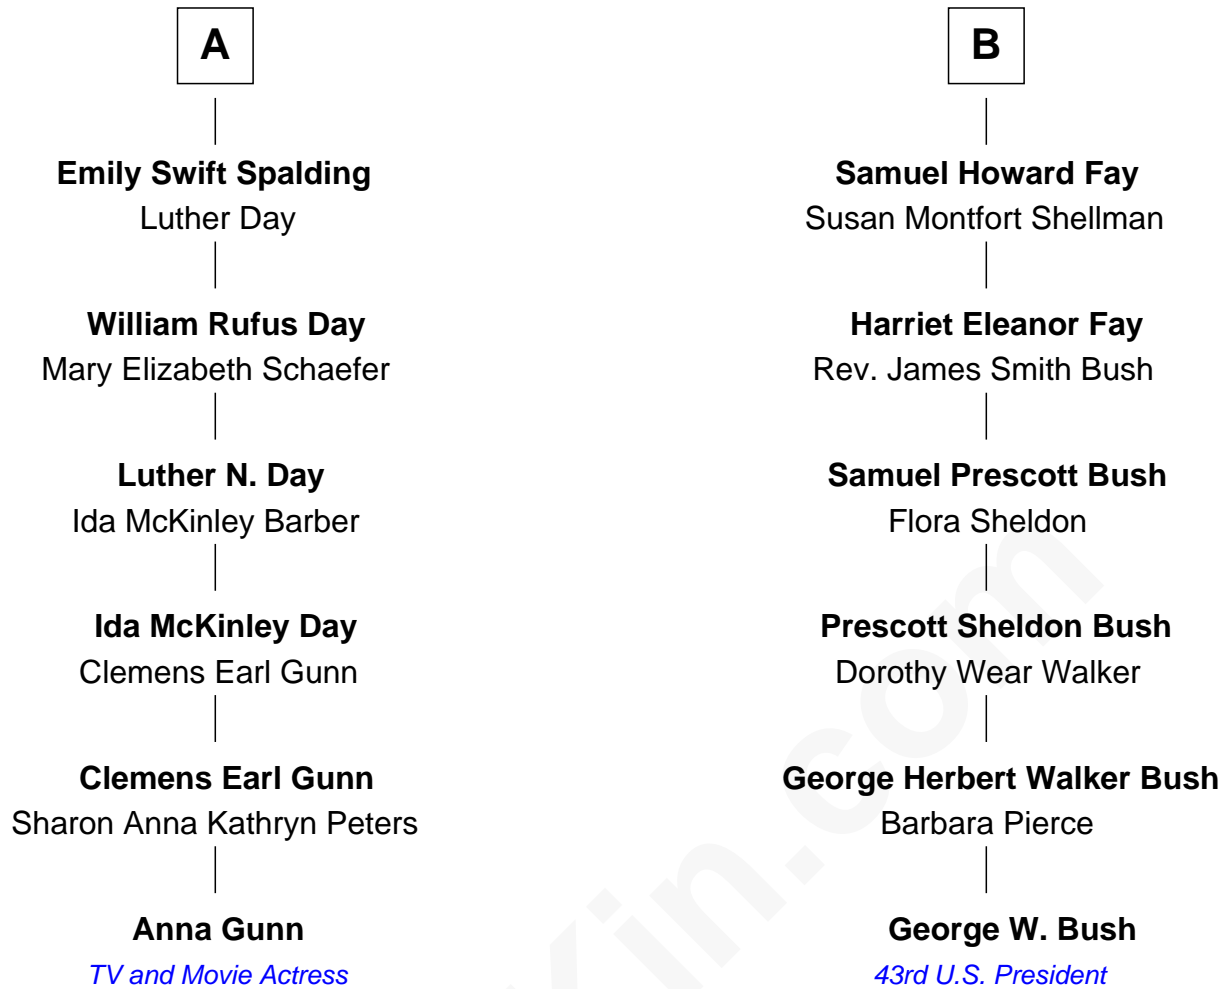 A
Emily Swift Spalding
Luther Day
William Rufus Day
Mary Elizabeth Schaefer
Luther N. Day
Ida McKinley Barber
Ida McKinley Day
Clemens Earl Gunn
Clemens Earl Gunn
Sharon Anna Kathryn Peters
Anna Gunn
TV and Movie Actress
B
Samuel Howard Fay
Susan Montfort Shellman
Harriet Eleanor Fay
Rev. James Smith Bush
Samuel Prescott Bush
Flora Sheldon
Prescott Sheldon Bush
Dorothy Wear Walker
George Herbert Walker Bush
Barbara Pierce
George W. Bush
43rd U.S. President